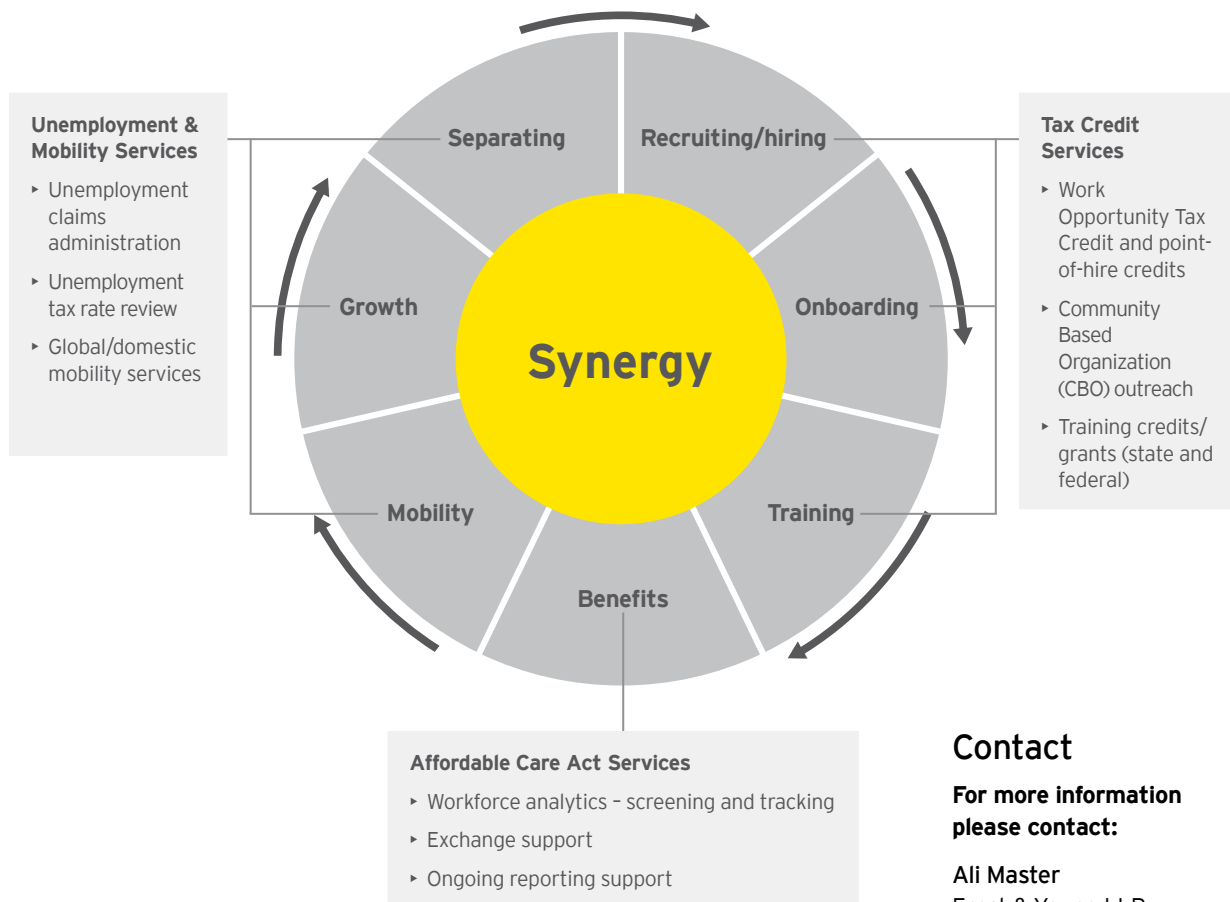 Separating
Recruiting/hiring
Growth
Onboarding
Synergy
Mobility
Training
Benefits
Unemployment &
Mobility Services
‣ Unemployment
claims
administration
‣ Unemployment
tax rate review
‣ Global/domestic
mobility services
Tax Credit
Services
‣ Work
Opportunity Tax
Credit and point-
of-hire credits
‣ Community
Based
Organization
(CBO) outreach
‣ Training credits/
grants (state and
federal)
Affordable Care Act Services
‣ Workforce analytics – screening and tracking
‣ Exchange support
‣ Ongoing reporting support
Contact
For more information
please contact:
Ali Master